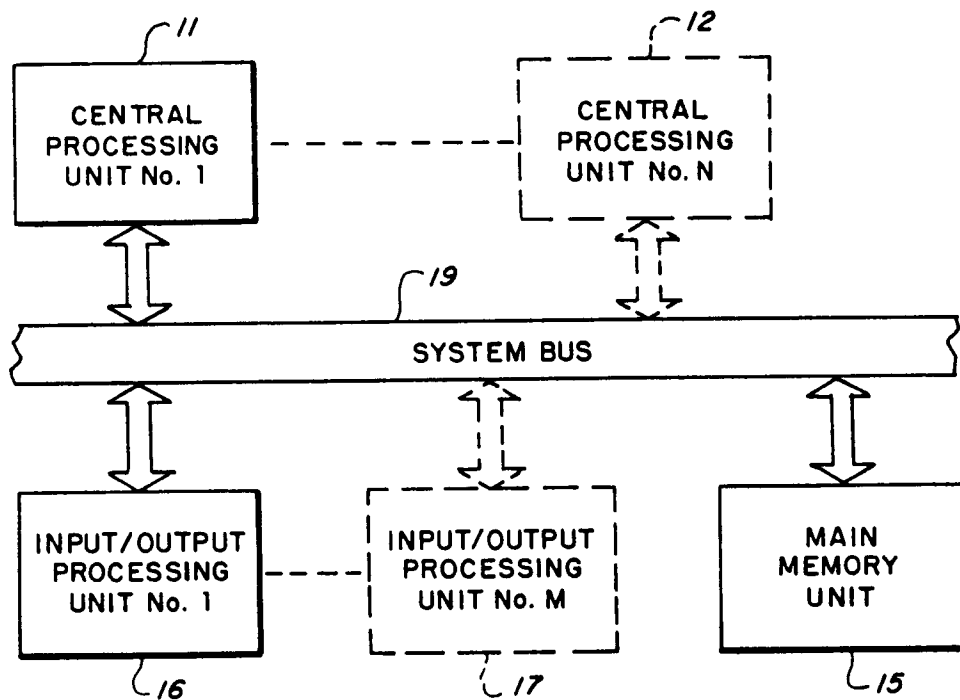 11
12
CENTRAL
PROCESSING
UNIT No. 1
CENTRAL
PROCESSING
UNIT No. N
19
SYSTEM BUS
INPUT/OUTPUT
PROCESSING
UNIT No. 1
INPUT/OUTPUT
PROCESSING
UNIT No. M
MAIN
MEMORY
UNIT
16
17
15